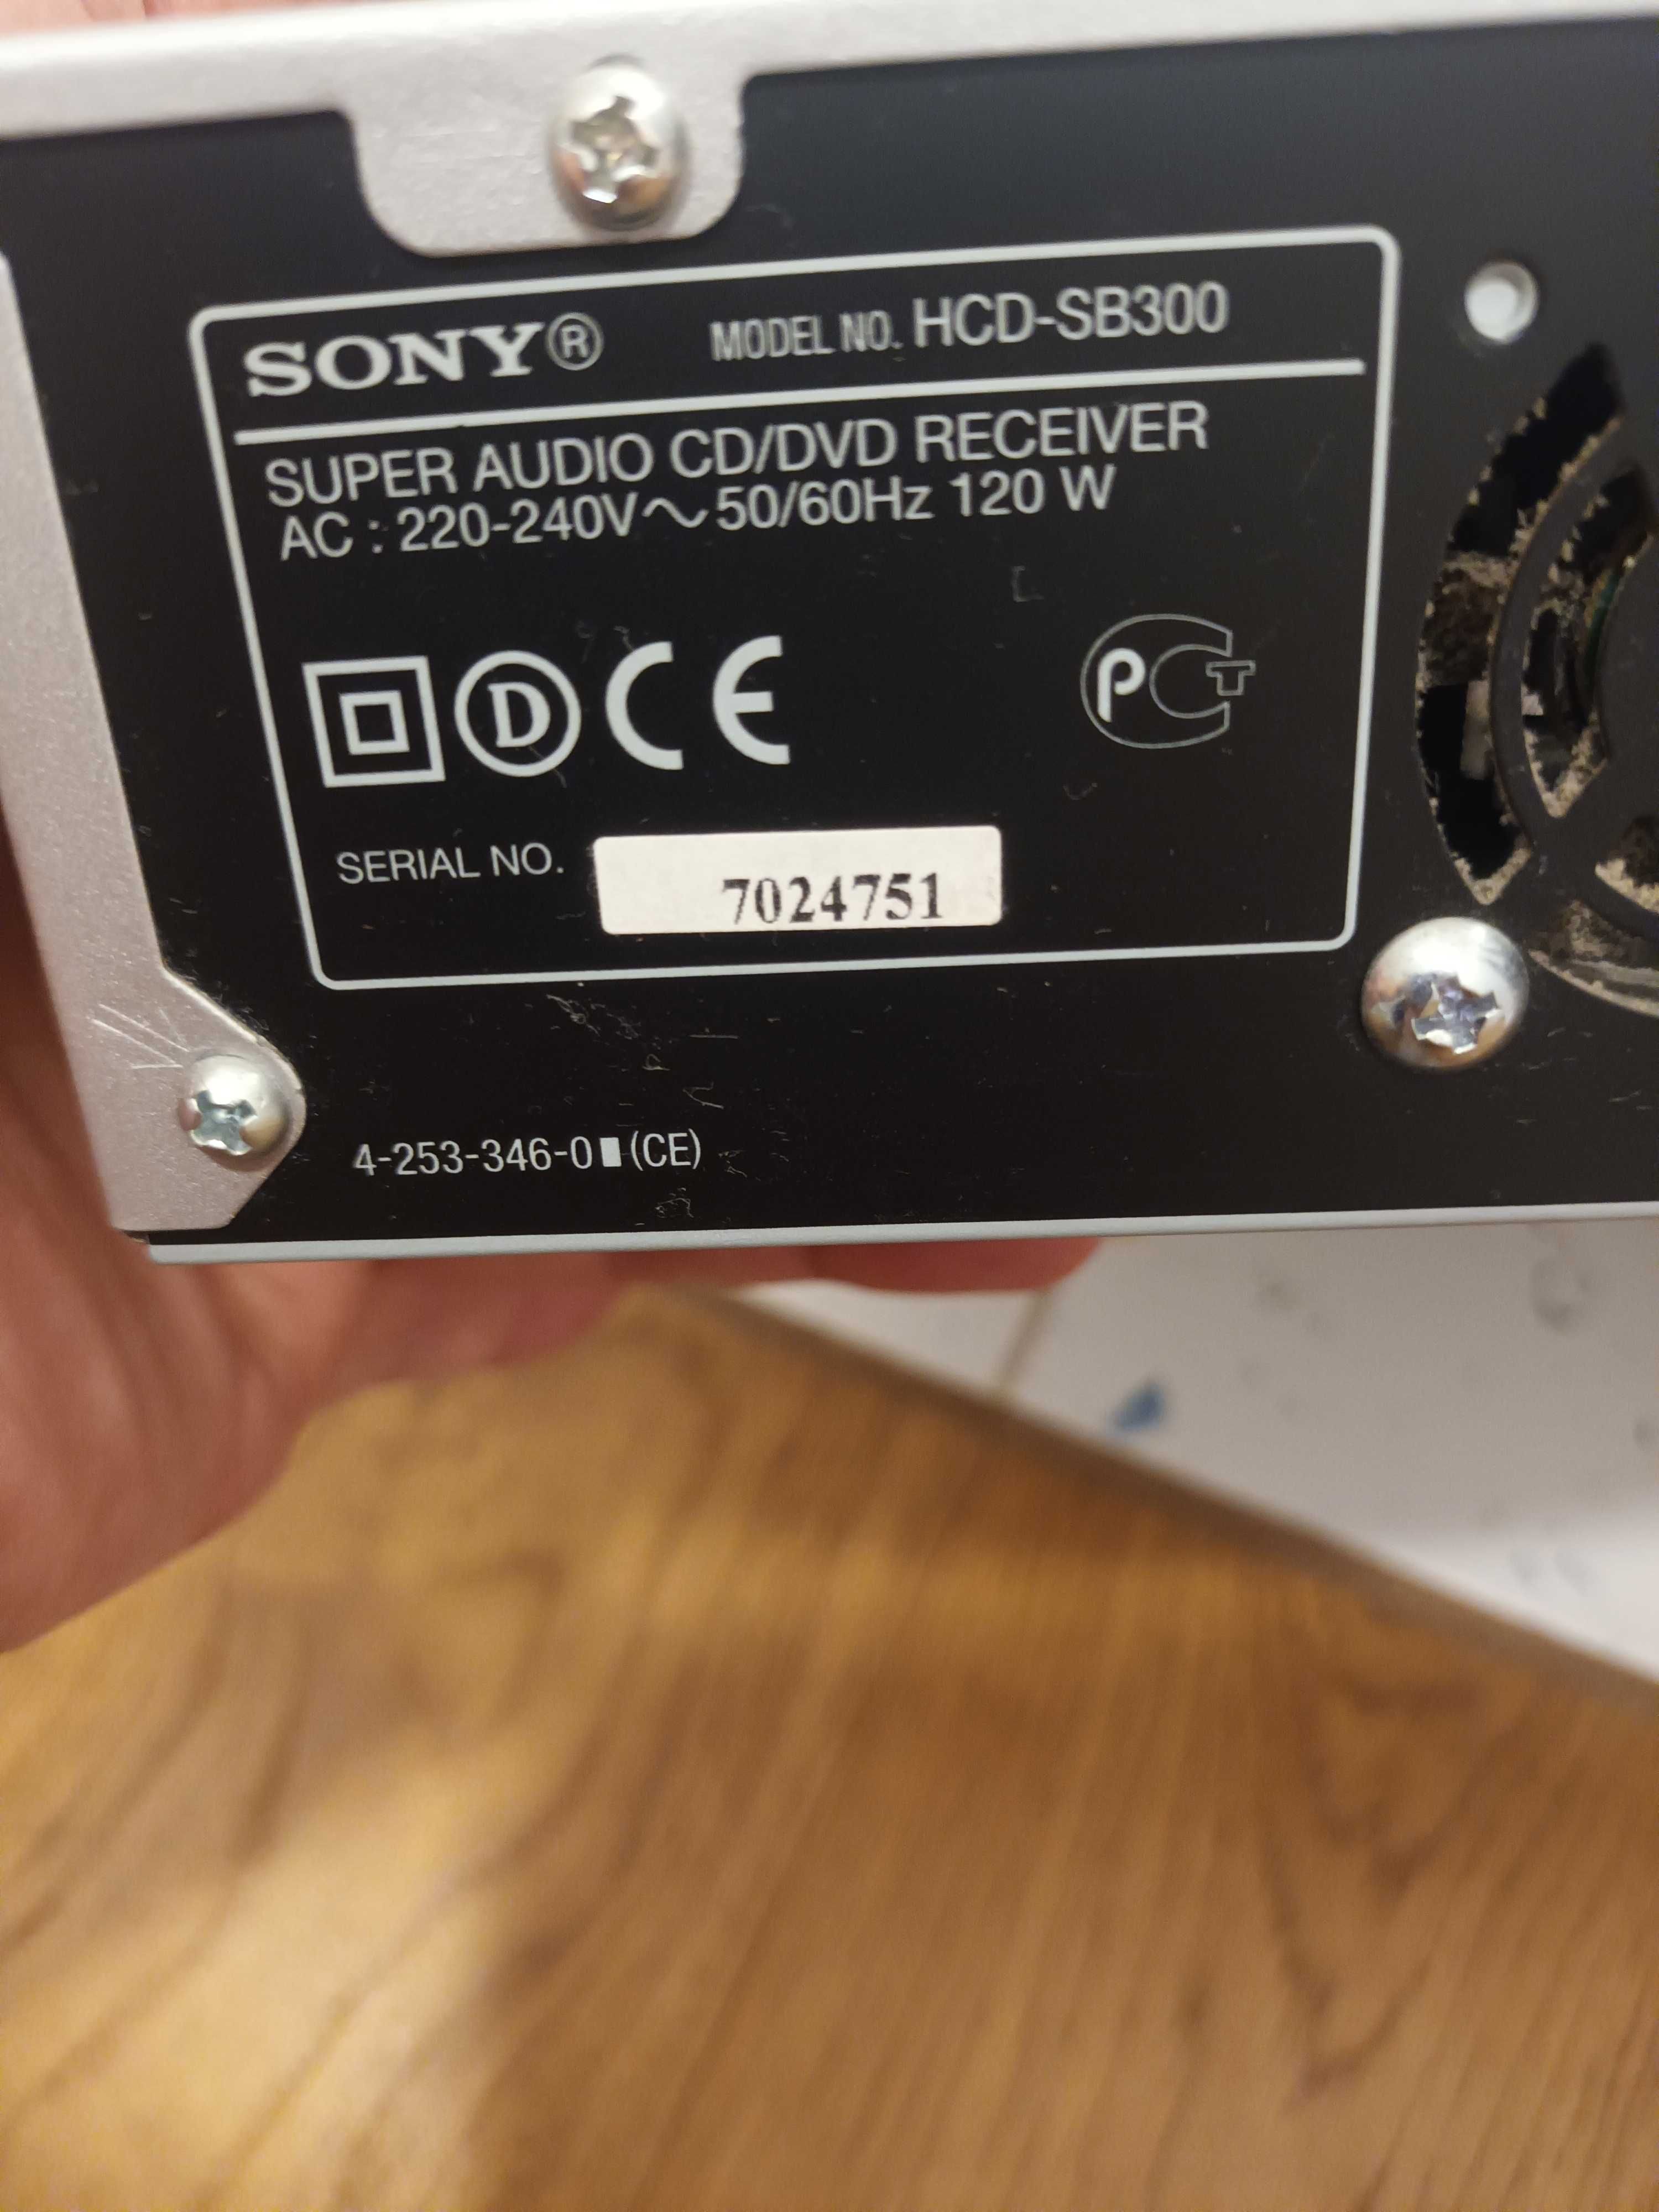 SONY® MODEL NO. HCD-SB300
SUPER AUDIO CD/DVD RECEIVER
AC : 220-240V~50/60Hz 120 W
D CE PCT
SERIAL NO. 7024751
4-253-346-0■(CE)